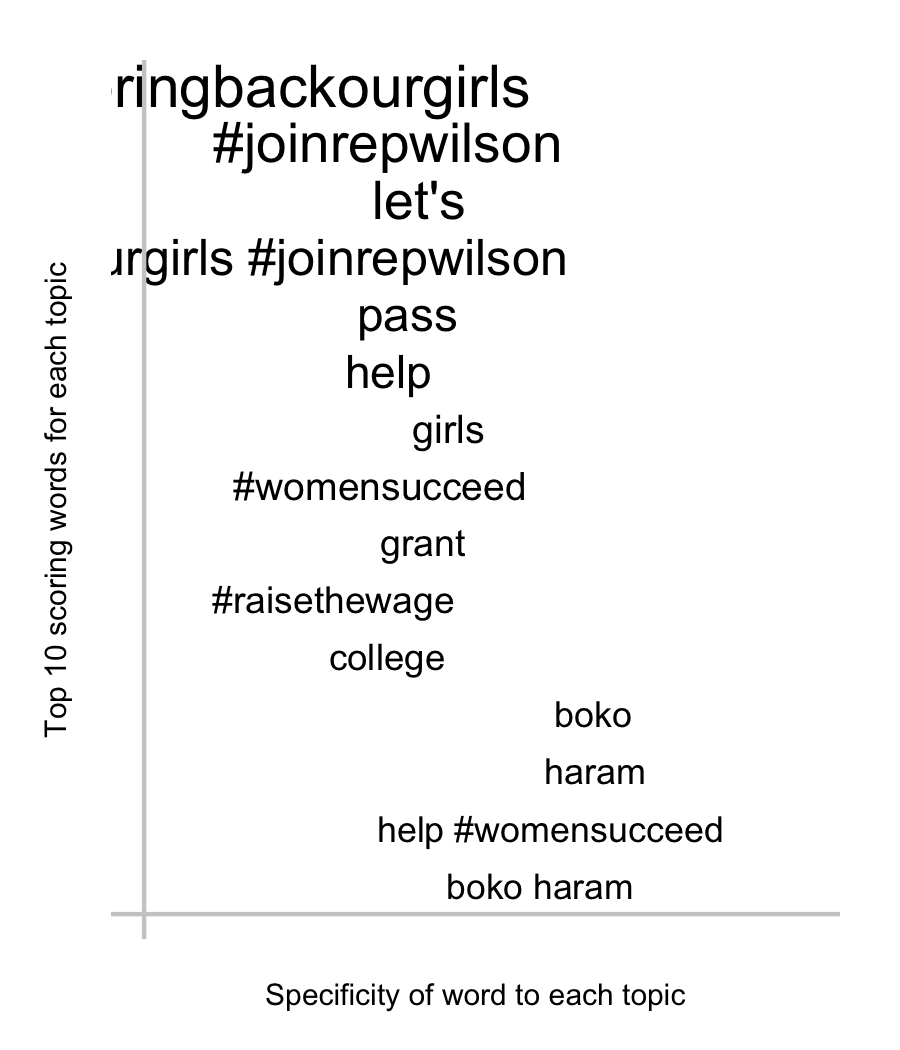 ringbackourgirls
#joinrepwilson
let's
urgirls #joinrepwilson
pass
help
girls
#womensucceed
grant
#raisethewage
college
boko
haram
help #womensucceed
boko haram
Top 10 scoring words for each topic
Specificity of word to each topic